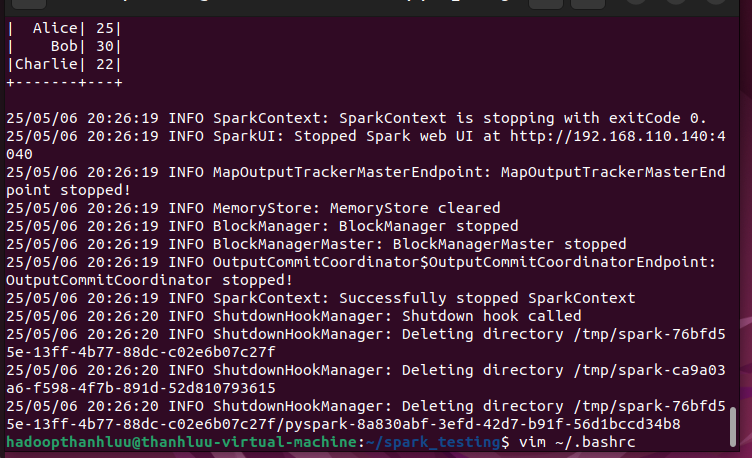 |  Alice| 25|
|    Bob| 30|
|Charlie| 22|
+-------+---+
25/05/06 20:26:19 INFO SparkContext: SparkContext is stopping with exitCode 0.
25/05/06 20:26:19 INFO SparkUI: Stopped Spark web UI at http://192.168.110.140:4
040
25/05/06 20:26:19 INFO MapOutputTrackerMasterEndpoint: MapOutputTrackerMasterEnd
point stopped!
25/05/06 20:26:19 INFO MemoryStore: MemoryStore cleared
25/05/06 20:26:19 INFO BlockManager: BlockManager stopped
25/05/06 20:26:19 INFO BlockManagerMaster: BlockManagerMaster stopped
25/05/06 20:26:19 INFO OutputCommitCoordinator$OutputCommitCoordinatorEndpoint:
OutputCommitCoordinator stopped!
25/05/06 20:26:19 INFO SparkContext: Successfully stopped SparkContext
25/05/06 20:26:20 INFO ShutdownHookManager: Shutdown hook called
25/05/06 20:26:20 INFO ShutdownHookManager: Deleting directory /tmp/spark-76bfd5
5e-13ff-4b77-88dc-c02e6b07c27f
25/05/06 20:26:20 INFO ShutdownHookManager: Deleting directory /tmp/spark-ca9a03
a6-f598-4f7b-891d-52d810793615
25/05/06 20:26:20 INFO ShutdownHookManager: Deleting directory /tmp/spark-76bfd5
5e-13ff-4b77-88dc-c02e6b07c27f/pyspark-8a830abf-3efd-42d7-b91f-56d1bccd34b8
hadoopthanhluu@thanhluu-virtual-machine:~/spark_testing$ vim ~/.bashrc